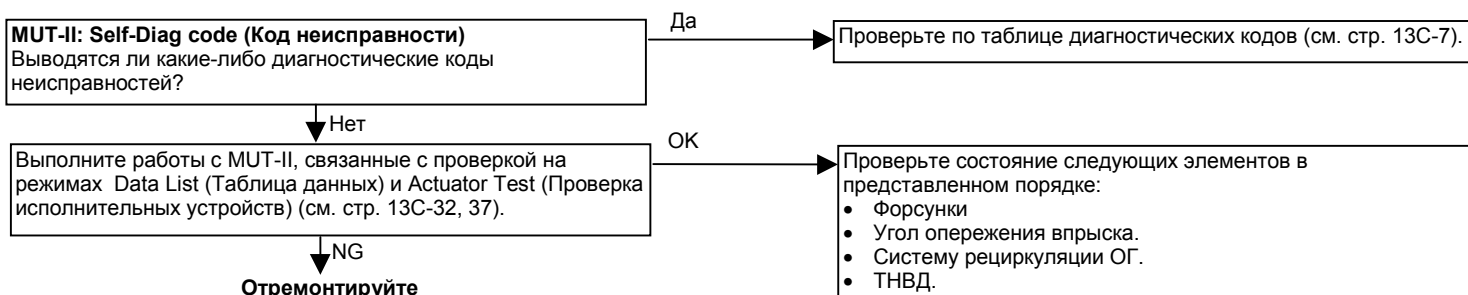 MUT-II: Self-Diag code (Код неисправности)
Выводятся ли какие-либо диагностические коды
неисправностей?
Да
Проверьте по таблице диагностических кодов (см. стр. 13C-7).
Нет
Выполните работы с MUT-II, связанные с проверкой на
режимах Data List (Таблица данных) и Actuator Test (Проверка
исполнительных устройств) (см. стр. 13C-32, 37).
OK
Проверьте состояние следующих элементов в
представленном порядке:
• Форсунки
• Угол опережения впрыска.
• Систему рециркуляции ОГ.
• ТНВД.
NG
Отремонтируйте